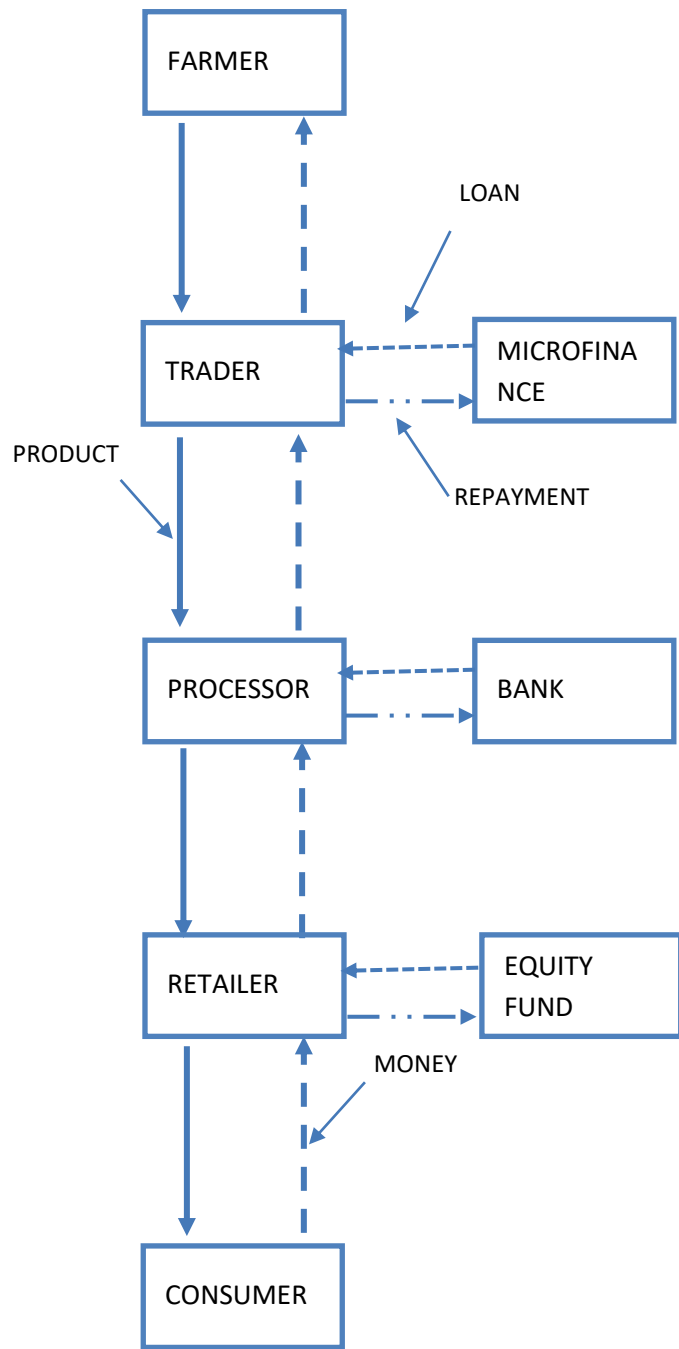 FARMER
LOAN
TRADER
MICROFINA
NCE
PRODUCT
REPAYMENT
PROCESSOR
BANK
RETAILER
EQUITY
FUND
MONEY
CONSUMER